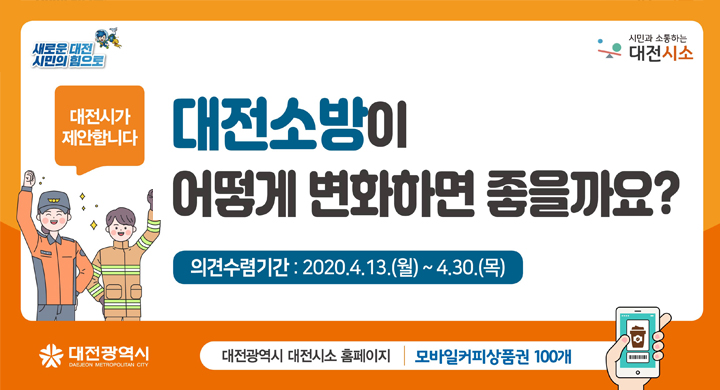 새로운 대전
시민의 힘으로
시민과 소통하는
대전시소
대전시가
제안합니다
대전소방이
어떻게 변화하면 좋을까요?
의견수렴기간 : 2020.4.13.(월) ~ 4.30.(목)
대전광역시
DAEJEON METROPOLITAN CITY
대전광역시 대전시소 홈페이지 | 모바일커피상품권 100개